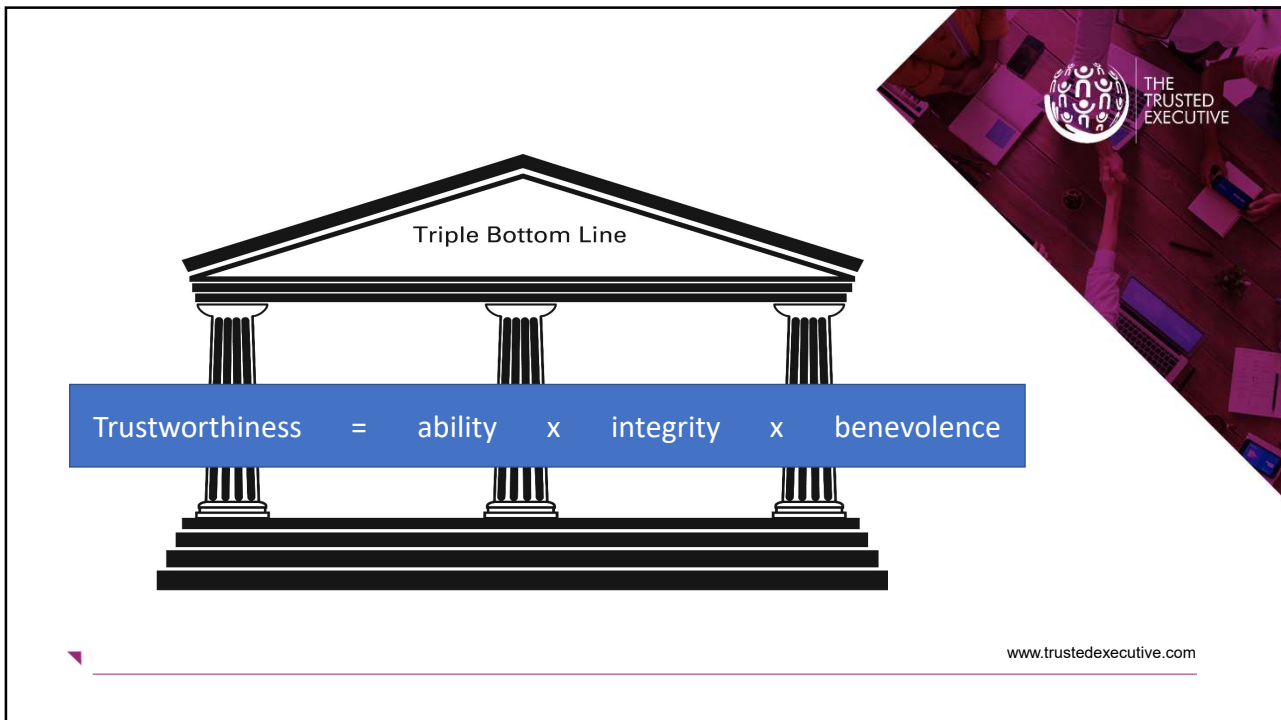 THE
TRUSTED
EXECUTIVE
Triple Bottom Line
Trustworthiness = ability x integrity x benevolence
www.trustedexecutive.com